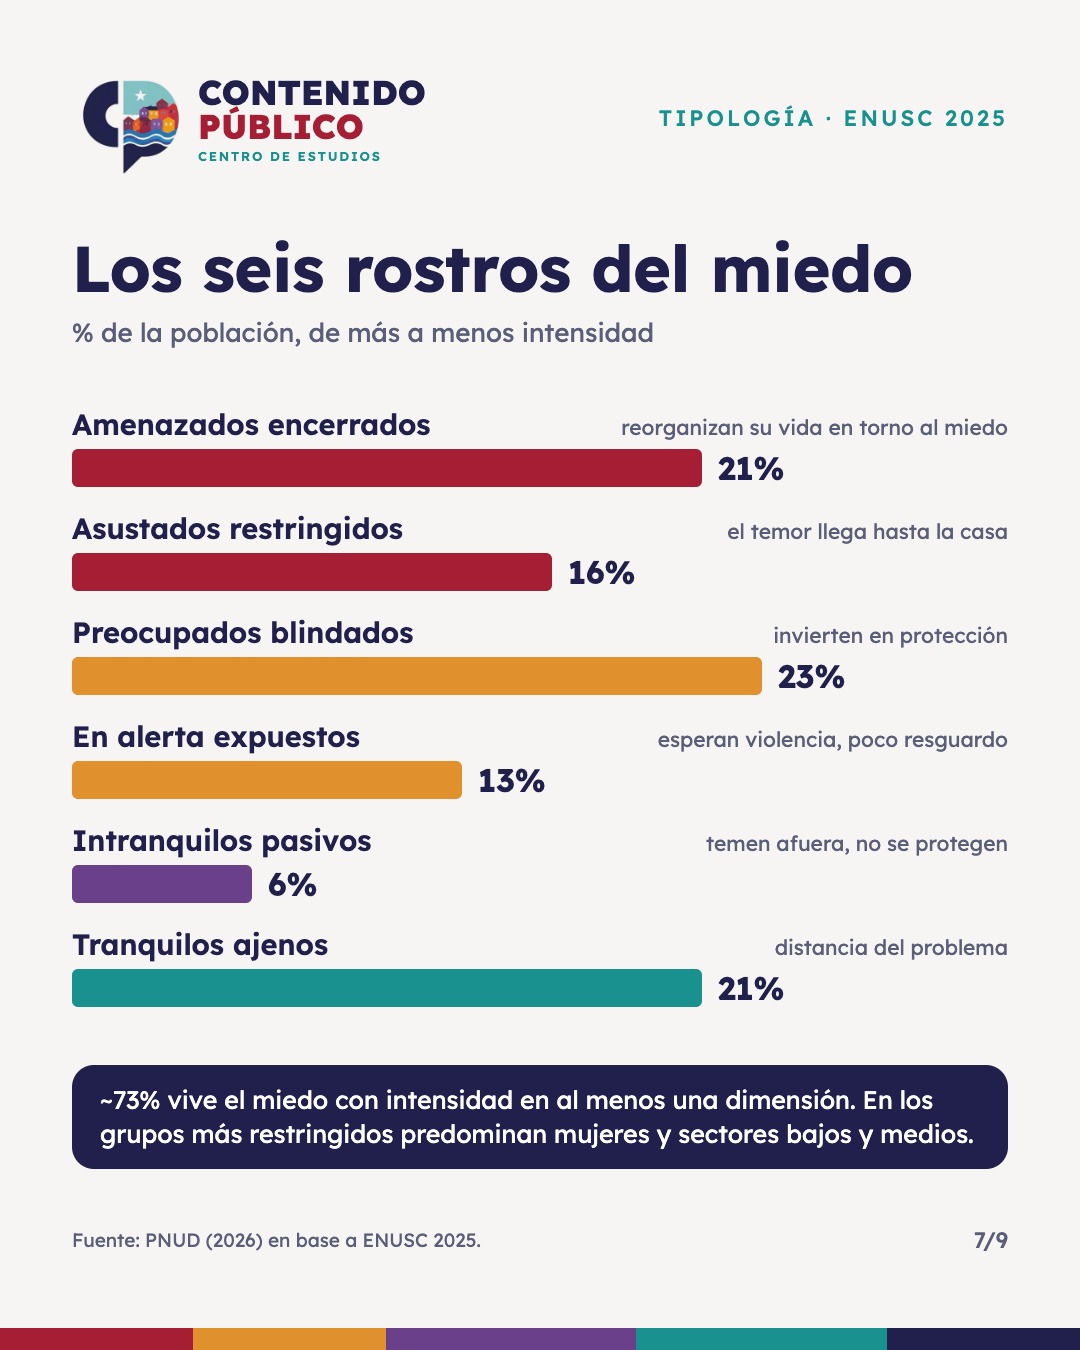 CONTENIDO
PÚBLICO
CENTRO DE ESTUDIOS
TIPOLOGÍA · ENUSC 2025
Los seis rostros del miedo
% de la población, de más a menos intensidad
Amenazados encerrados
reorganizan su vida en torno al miedo
21%
Asustados restringidos
el temor llega hasta la casa
16%
Preocupados blindados
invierten en protección
23%
En alerta expuestos
esperan violencia, poco resguardo
13%
Intranquilos pasivos
temen afuera, no se protegen
6%
Tranquilos ajenos
distancia del problema
21%
~73% vive el miedo con intensidad en al menos una dimensión. En los
grupos más restringidos predominan mujeres y sectores bajos y medios.
Fuente: PNUD (2026) en base a ENUSC 2025.
7/9